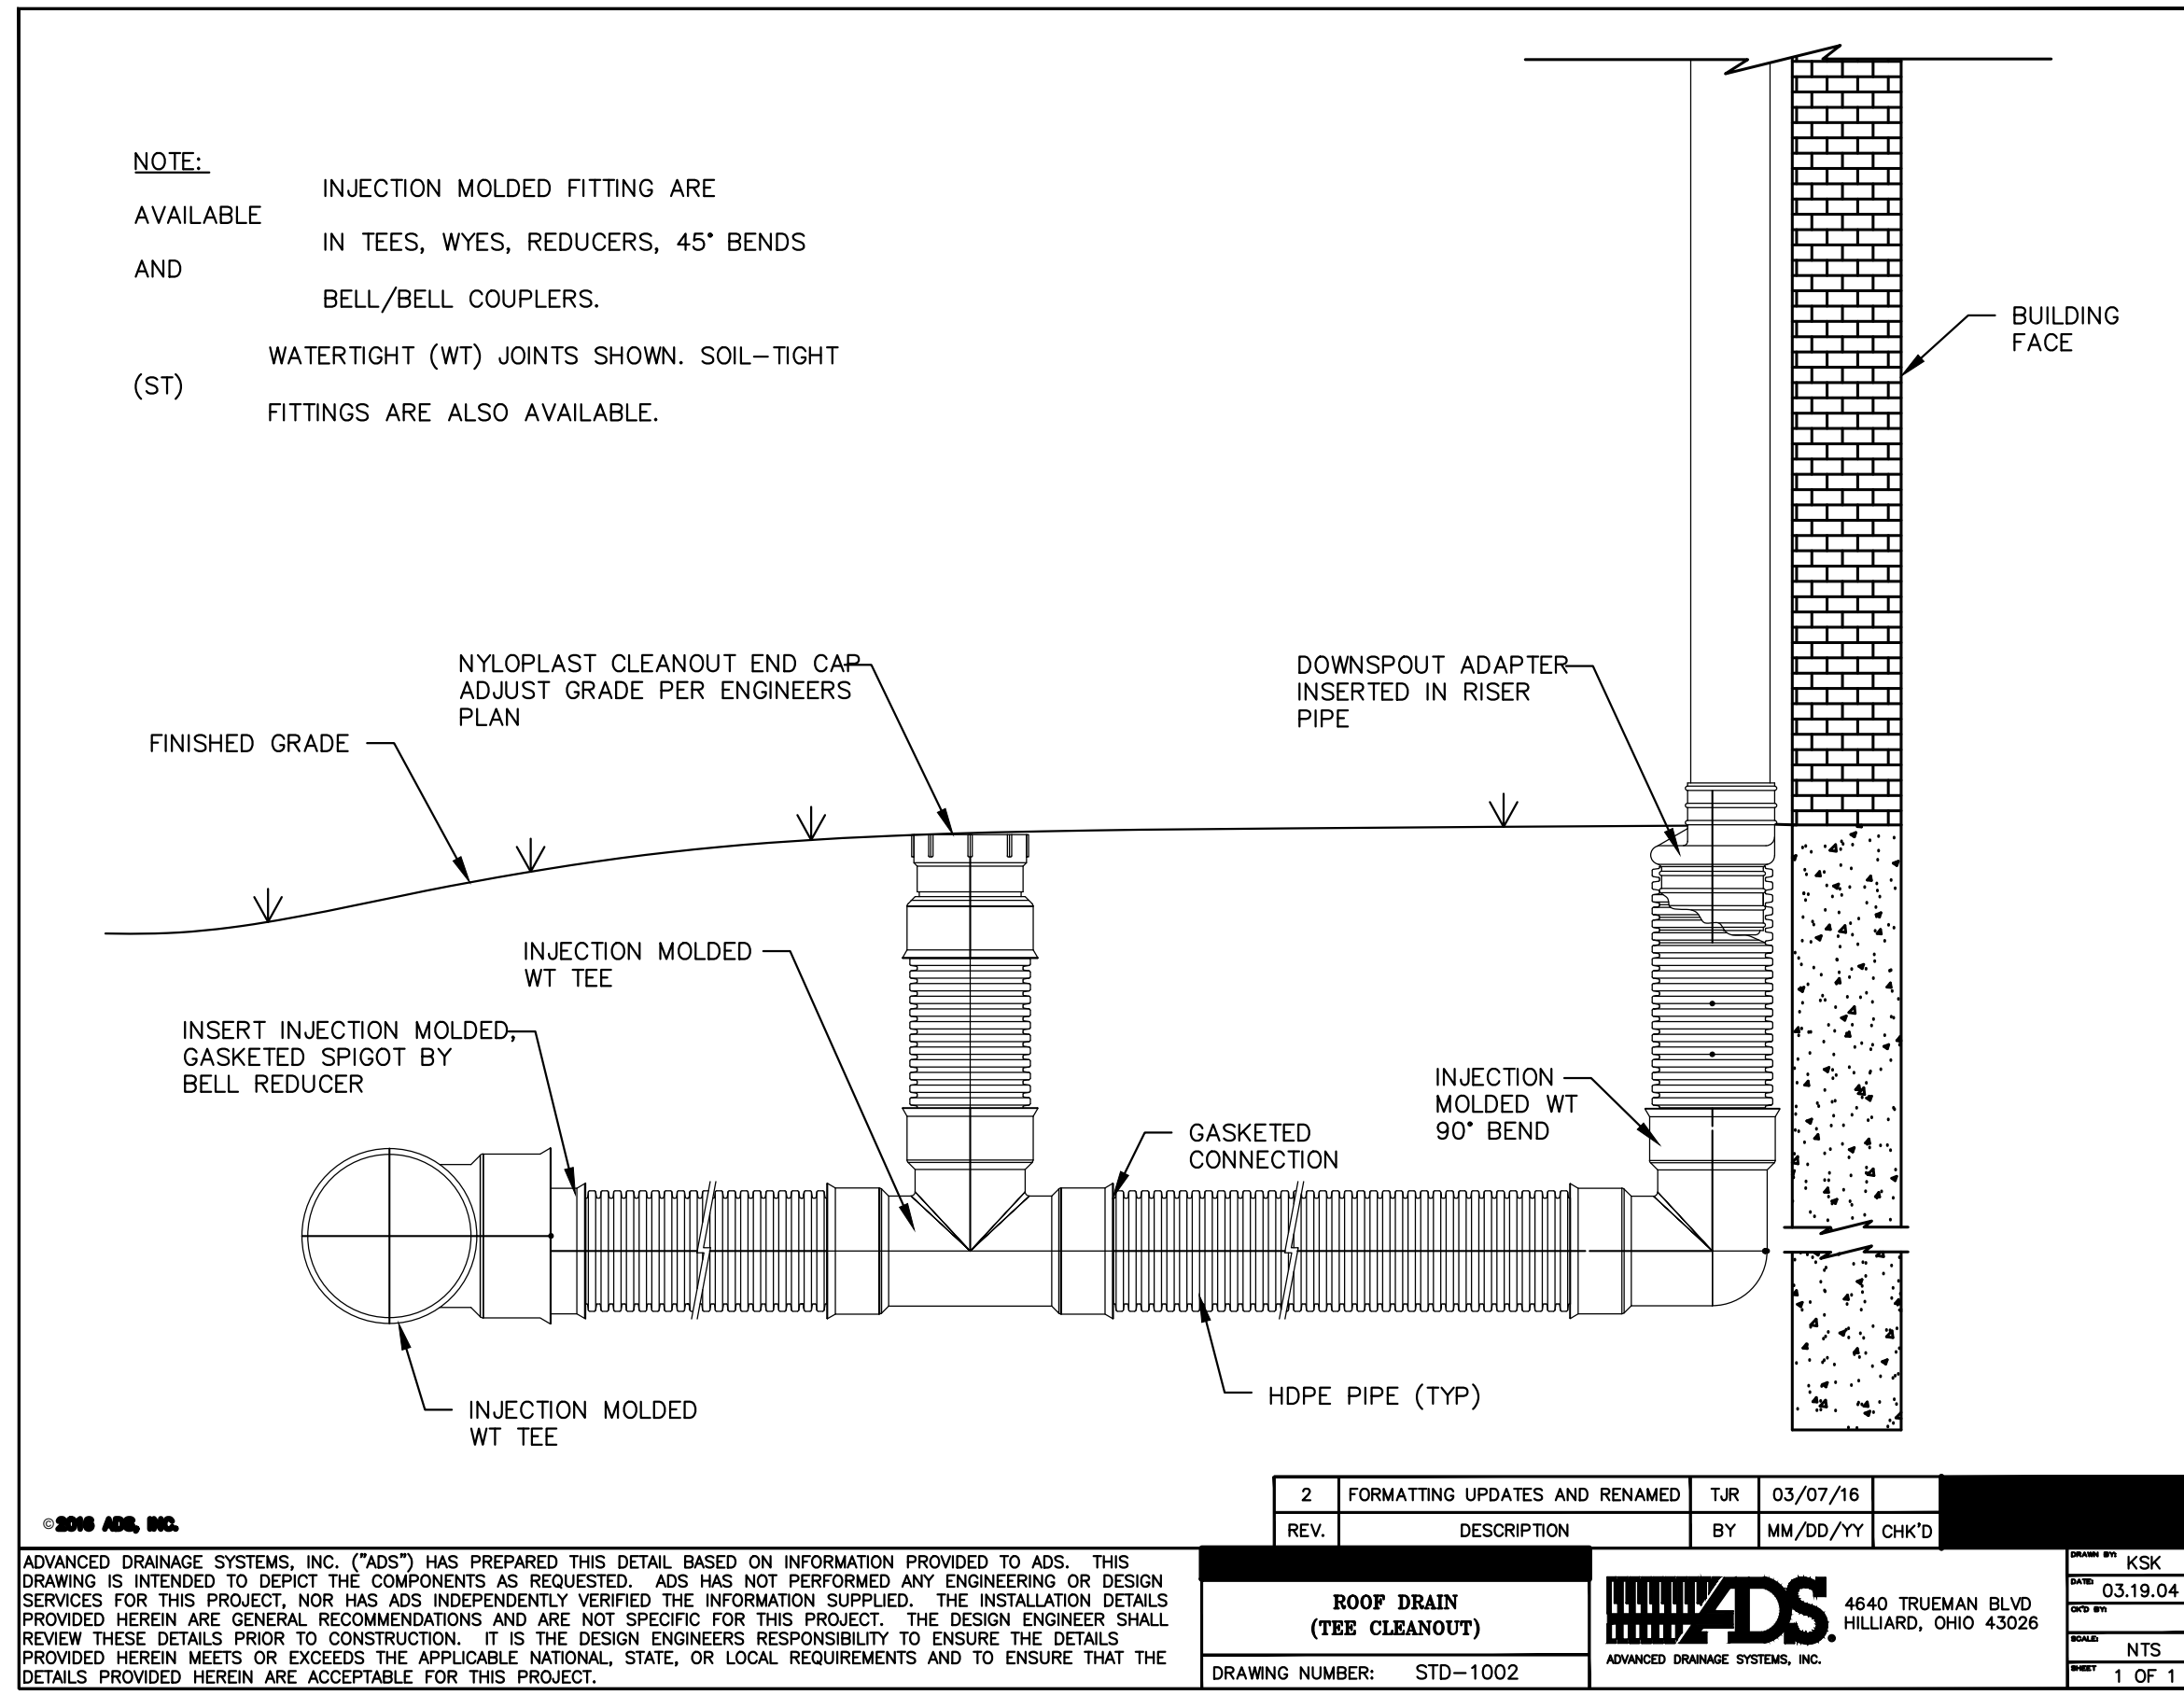 NOTE:
INJECTION MOLDED FITTING ARE
AVAILABLE
IN TEES, WYES, REDUCERS, 45° BENDS
AND
BELL/BELL COUPLERS.
WATERTIGHT (WT) JOINTS SHOWN. SOIL-TIGHT
(ST)
FITTINGS ARE ALSO AVAILABLE.
BUILDING
FACE
NYLOPLAST CLEANOUT END CAP
ADJUST GRADE PER ENGINEERS
PLAN
DOWNSPOUT ADAPTER
INSERTED IN RISER
PIPE
FINISHED GRADE
INJECTION MOLDED
WT TEE
INSERT INJECTION MOLDED,
GASKETED SPIGOT BY
BELL REDUCER
GASKETED
CONNECTION
INJECTION
MOLDED WT
90° BEND
HDPE PIPE (TYP)
INJECTION MOLDED
WT TEE
2 FORMATTING UPDATES AND RENAMED TJR 03/07/16
REV. DESCRIPTION BY MM/DD/YY CHK'D
©2016 ADS, INC.
ADVANCED DRAINAGE SYSTEMS, INC. ("ADS") HAS PREPARED THIS DETAIL BASED ON INFORMATION PROVIDED TO ADS. THIS
DRAWING IS INTENDED TO DEPICT THE COMPONENTS AS REQUESTED. ADS HAS NOT PERFORMED ANY ENGINEERING OR DESIGN
SERVICES FOR THIS PROJECT, NOR HAS ADS INDEPENDENTLY VERIFIED THE INFORMATION SUPPLIED. THE INSTALLATION DETAILS
PROVIDED HEREIN ARE GENERAL RECOMMENDATIONS AND ARE NOT SPECIFIC FOR THIS PROJECT. THE DESIGN ENGINEER SHALL
REVIEW THESE DETAILS PRIOR TO CONSTRUCTION. IT IS THE DESIGN ENGINEERS RESPONSIBILITY TO ENSURE THE DETAILS
PROVIDED HEREIN MEETS OR EXCEEDS THE APPLICABLE NATIONAL, STATE, OR LOCAL REQUIREMENTS AND TO ENSURE THAT THE
DETAILS PROVIDED HEREIN ARE ACCEPTABLE FOR THIS PROJECT.
ROOF DRAIN
(TEE CLEANOUT)
DRAWING NUMBER: STD-1002
ADS.
ADVANCED DRAINAGE SYSTEMS, INC.
4640 TRUEMAN BLVD
HILLIARD, OHIO 43026
DRAWN BY: KSK
DATE: 03.19.04
CK'D BY:
SCALE: NTS
SHEET 1 OF 1